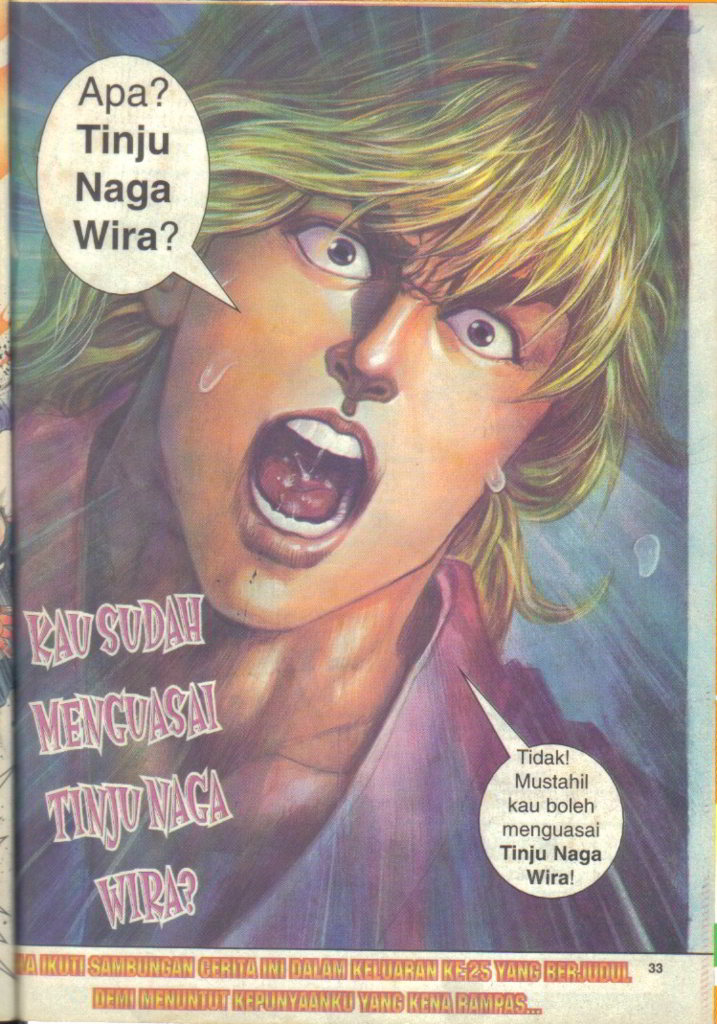 Apa?
Tinju
Naga
Wira?
KAU SUDAH
MENGUASAI
TINJU NAGA
WIRA?
Tidak!
Mustahil
kau boleh
menguasai
Tinju Naga
Wira!
IKUTI SAMBUNGAN CERITA INI DALAM KELUARAN KE-25 YANG BERJUDUL
33
DEMI MENUNTUT KEPUNYAANKU YANG KENA RAMPAS...